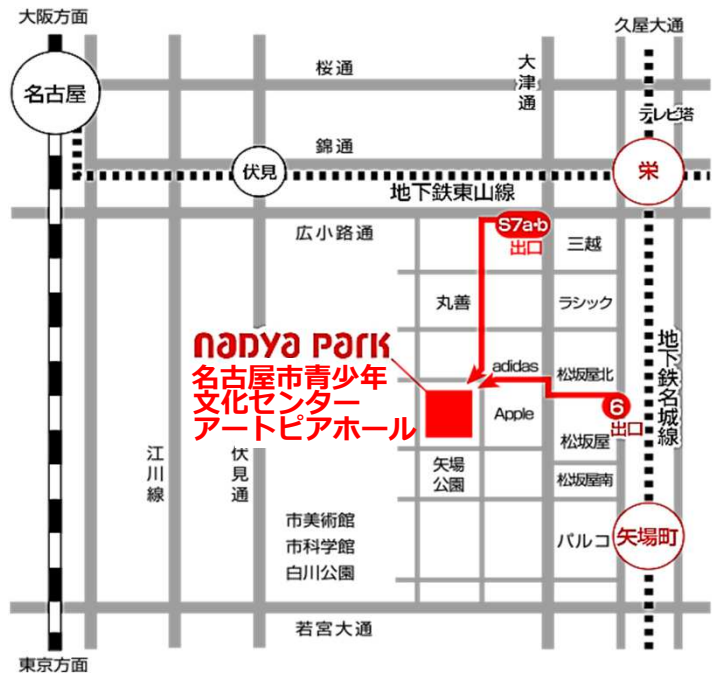 大阪方面
久屋大通
名古屋
桜通
大津通
テレビ塔
錦通
伏見
栄
地下鉄東山線
広小路通
S7a・b
出口
三越
丸善
ラシック
nadya park
名古屋市青少年
文化センター
アートピアホール
adidas
松坂屋北
地下鉄名城線
6
出口
Apple
松坂屋
江川線
伏見通
矢場
公園
松坂屋南
市美術館
市科学館
白川公園
パルコ
矢場町
若宮大通
東京方面